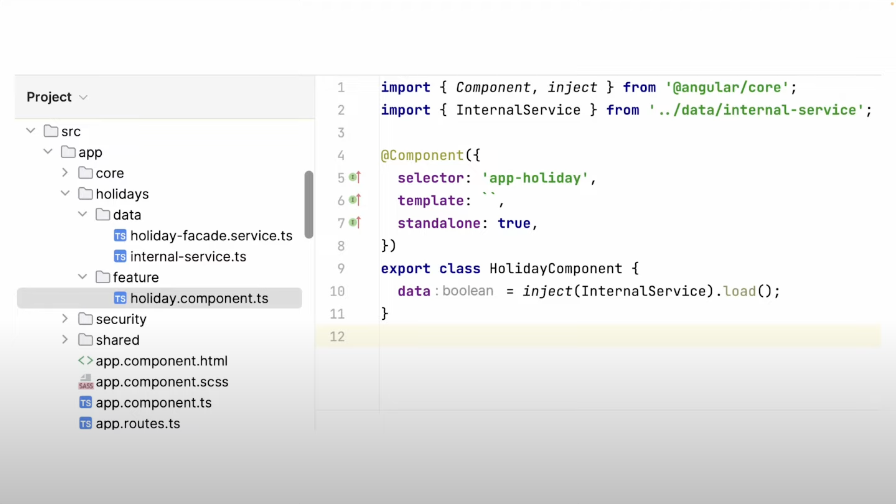 Project
src
app
core
holidays
data
holiday-facade.service.ts
internal-service.ts
feature
holiday.component.ts
security
shared
app.component.html
app.component.scss
app.component.ts
app.routes.ts
1 import { Component, inject } from '@angular/core';
2 import { InternalService } from '../data/internal-service';
3
4 @Component({
5 selector: 'app-holiday',
6 template: ``,
7 standalone: true,
8 })
9 export class HolidayComponent {
10 data : boolean = inject(InternalService).load();
11 }
12